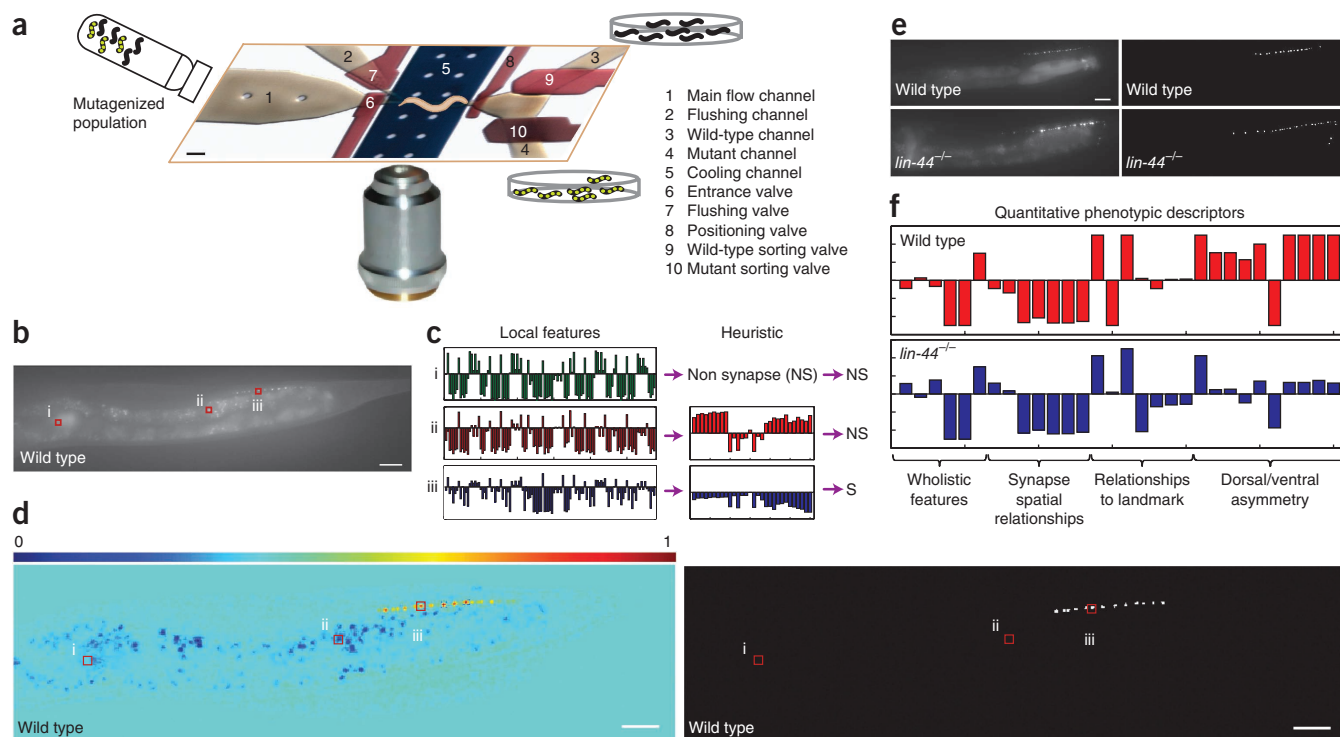 a
Mutagenized
population
1
2
3
4
5
6
7
8
9
10
1 Main flow channel
2 Flushing channel
3 Wild-type channel
4 Mutant channel
5 Cooling channel
6 Entrance valve
7 Flushing valve
8 Positioning valve
9 Wild-type sorting valve
10 Mutant sorting valve
b
i
ii
iii
Wild type
c
Local features
Heuristic
i
Non synapse (NS)
NS
ii
NS
iii
S
d
0
1
i
ii
iii
Wild type
i
ii
iii
Wild type
e
Wild type
Wild type
lin-44–/–
lin-44–/–
f
Quantitative phenotypic descriptors
Wild type
lin-44–/–
Wholistic
features
Synapse
spatial
relationships
Relationships
to landmark
Dorsal/ventral
asymmetry